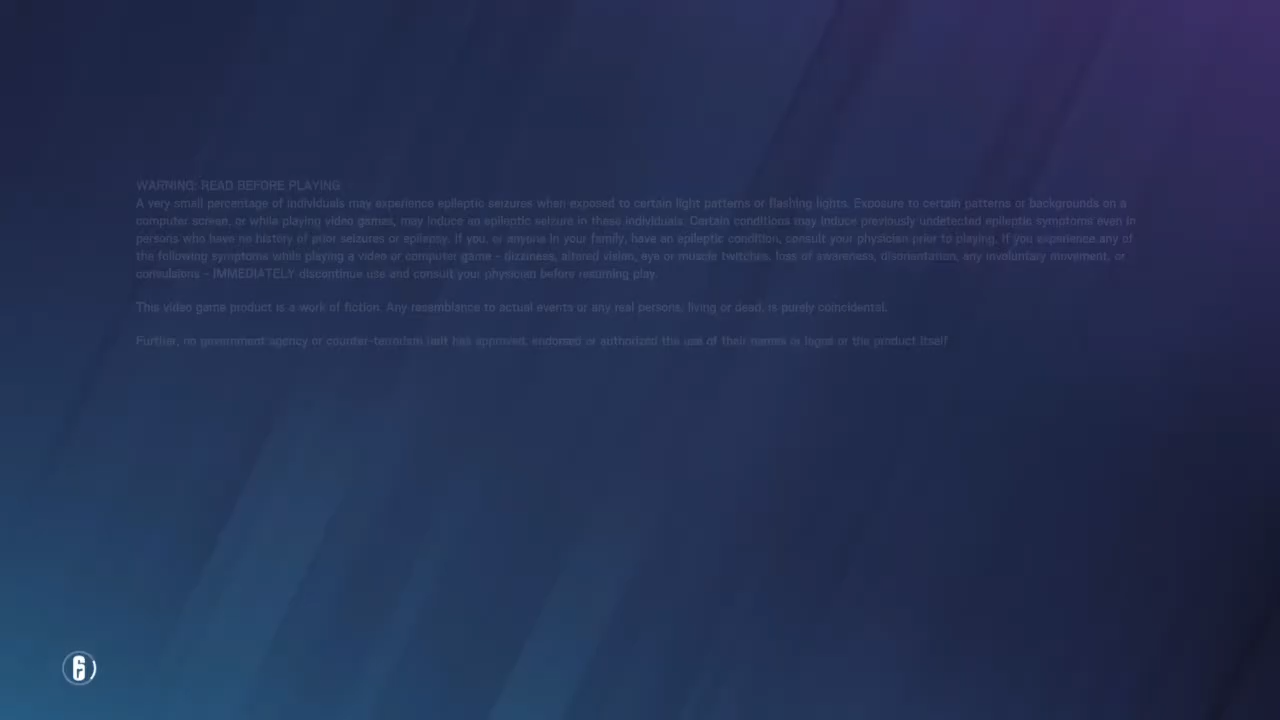 WARNING: READ BEFORE PLAYING
A very small percentage of individuals may experience epileptic seizures when exposed to certain light patterns or flashing lights. Exposure to certain patterns or backgrounds on a
computer screen, or while playing video games, may induce an epileptic seizure in these individuals. Certain conditions may induce previously undetected epileptic symptoms even in
persons who have no history of prior seizures or epilepsy. If you, or anyone in your family, have an epileptic condition, consult your physician prior to playing. If you experience any of
the following symptoms while playing a video or computer game - dizziness, altered vision, eye or muscle twitches, loss of awareness, disorientation, any involuntary movement, or
convulsions - IMMEDIATELY discontinue use and consult your physician before resuming play.
This video game product is a work of fiction. Any resemblance to actual events or any real persons, living or dead, is purely coincidental.
Further, no government agency or counter-terrorism unit has approved, endorsed or authorized the use of their names or logos or the product itself
6